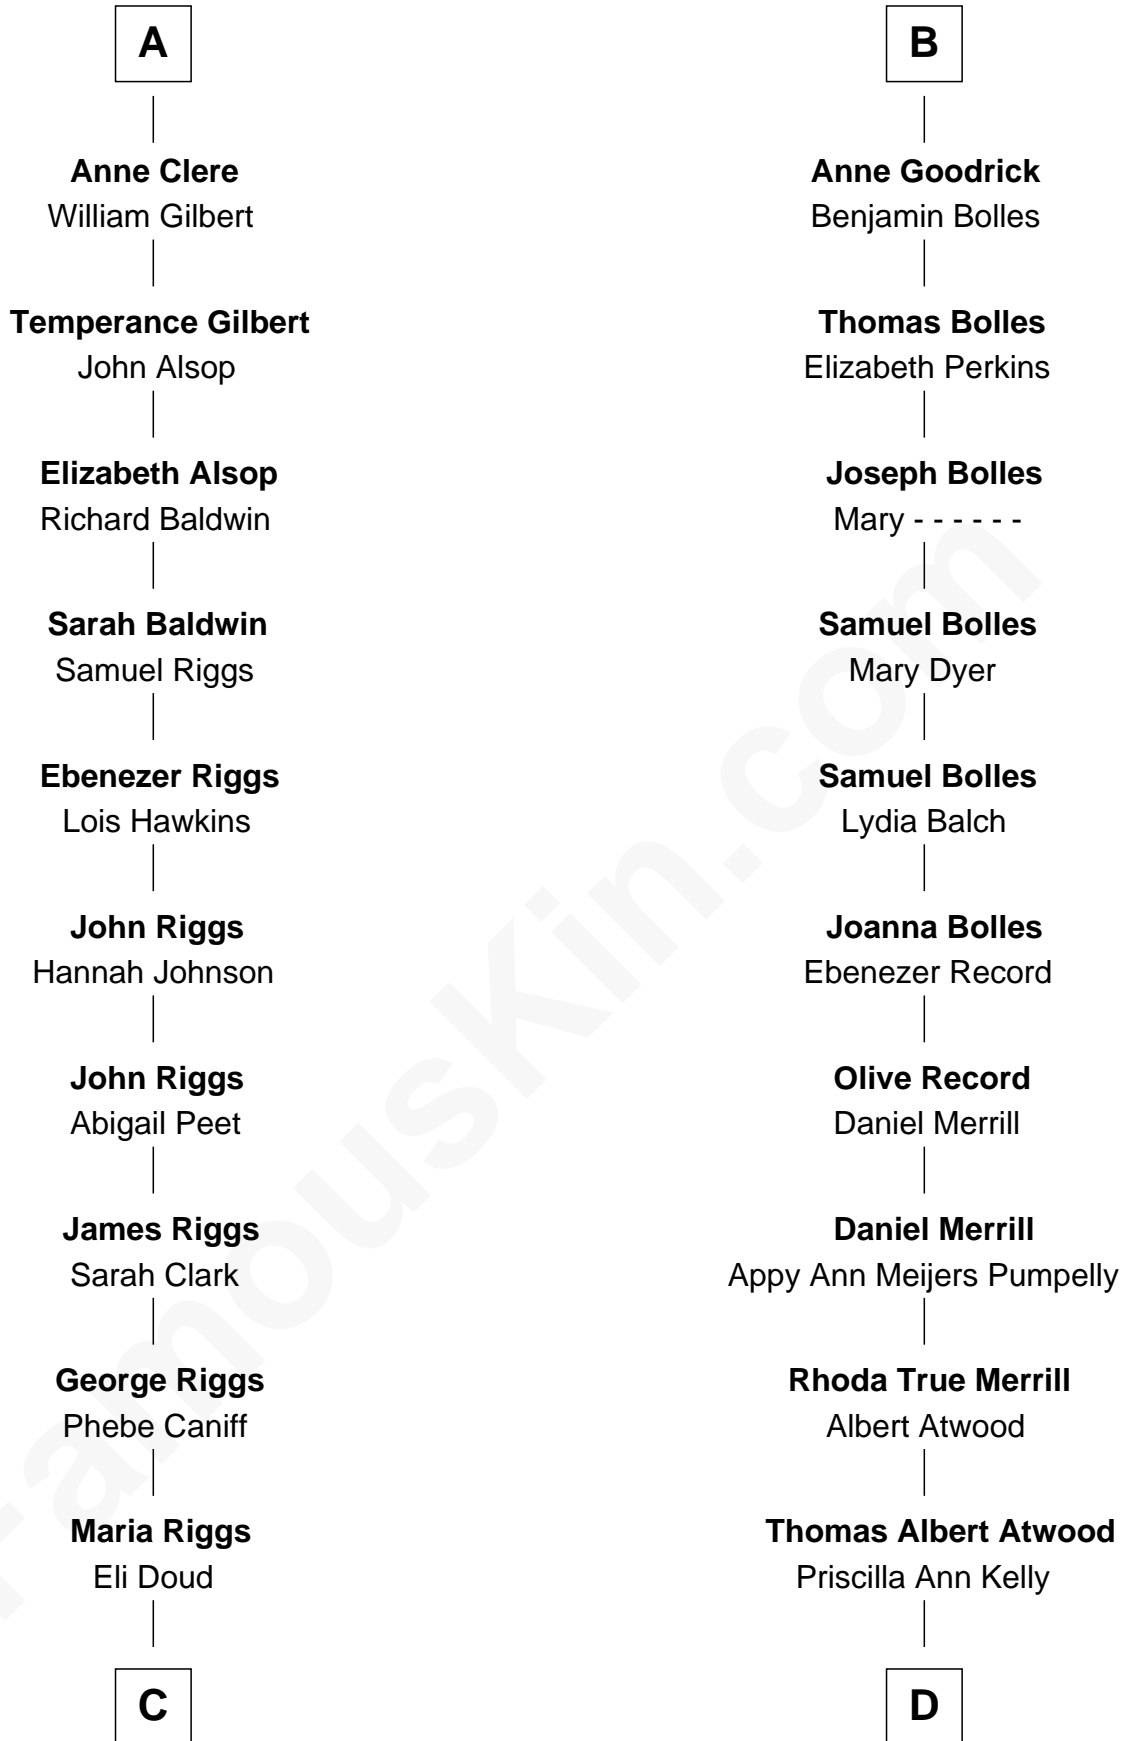 A
Anne Clere
William Gilbert
Temperance Gilbert
John Alsop
Elizabeth Alsop
Richard Baldwin
Sarah Baldwin
Samuel Riggs
Ebenezer Riggs
Lois Hawkins
John Riggs
Hannah Johnson
John Riggs
Abigail Peet
James Riggs
Sarah Clark
George Riggs
Phebe Caniff
Maria Riggs
Eli Doud
C
B
Anne Goodrick
Benjamin Bolles
Thomas Bolles
Elizabeth Perkins
Joseph Bolles
Mary - - - - - -
Samuel Bolles
Mary Dyer
Samuel Bolles
Lydia Balch
Joanna Bolles
Ebenezer Record
Olive Record
Daniel Merrill
Daniel Merrill
Appy Ann Meijers Pumpelly
Rhoda True Merrill
Albert Atwood
Thomas Albert Atwood
Priscilla Ann Kelly
D
FamousKin.com